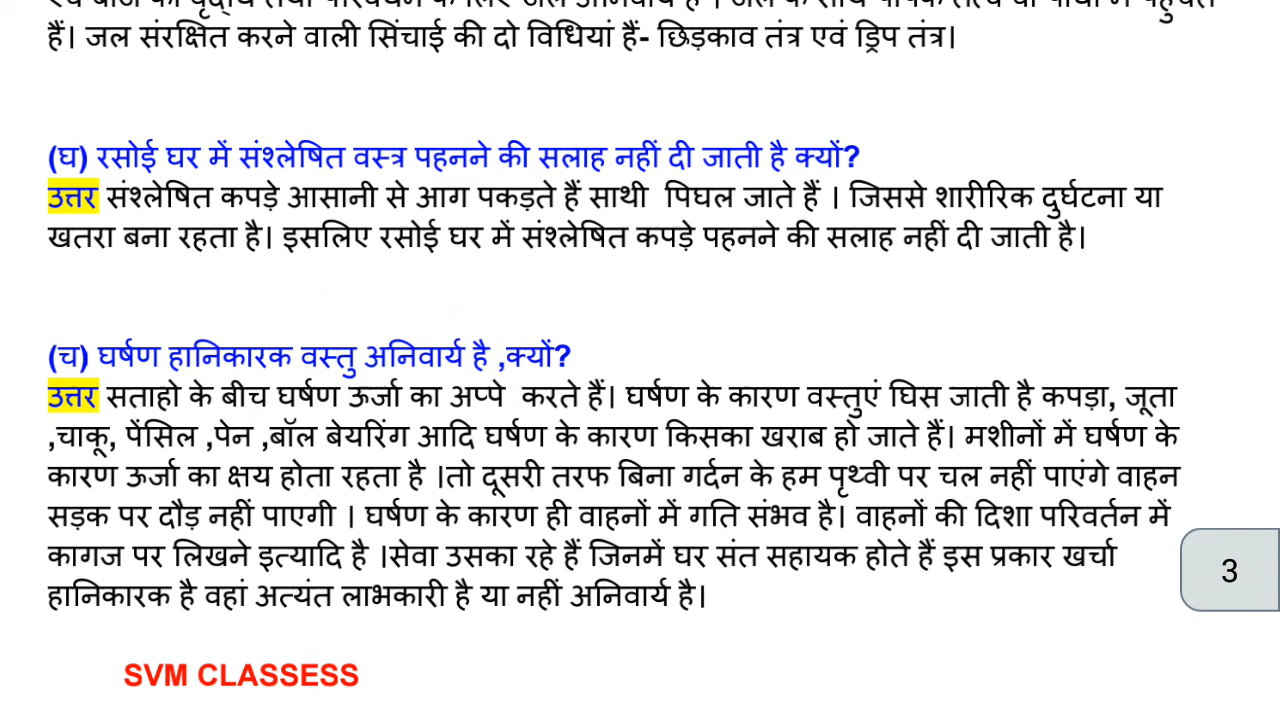 हैं। जल संरक्षित करने वाली सिंचाई की दो विधियां हैं- छिड़काव तंत्र एवं ड्रिप तंत्र।
(घ) रसोई घर में संश्लेषित वस्त्र पहनने की सलाह नहीं दी जाती है क्यों?
उत्तर संश्लेषित कपड़े आसानी से आग पकड़ते हैं साथी पिघल जाते हैं । जिससे शारीरिक दुर्घटना या
खतरा बना रहता है। इसलिए रसोई घर में संश्लेषित कपड़े पहनने की सलाह नहीं दी जाती है।
(च) घर्षण हानिकारक वस्तु अनिवार्य है ,क्यों?
उत्तर सताहो के बीच घर्षण ऊर्जा का अप्पे करते हैं। घर्षण के कारण वस्तुएं घिस जाती है कपड़ा, जूता
,चाकू, पेंसिल ,पेन ,बॉल बेयरिंग आदि घर्षण के कारण किसका खराब हो जाते हैं। मशीनों में घर्षण के
कारण ऊर्जा का क्षय होता रहता है ।तो दूसरी तरफ बिना गर्दन के हम पृथ्वी पर चल नहीं पाएंगे वाहन
सड़क पर दौड़ नहीं पाएगी । घर्षण के कारण ही वाहनों में गति संभव है। वाहनों की दिशा परिवर्तन में
कागज पर लिखने इत्यादि है ।सेवा उसका रहे हैं जिनमें घर संत सहायक होते हैं इस प्रकार खर्चा
हानिकारक है वहां अत्यंत लाभकारी है या नहीं अनिवार्य है।
3
SVM CLASSESS